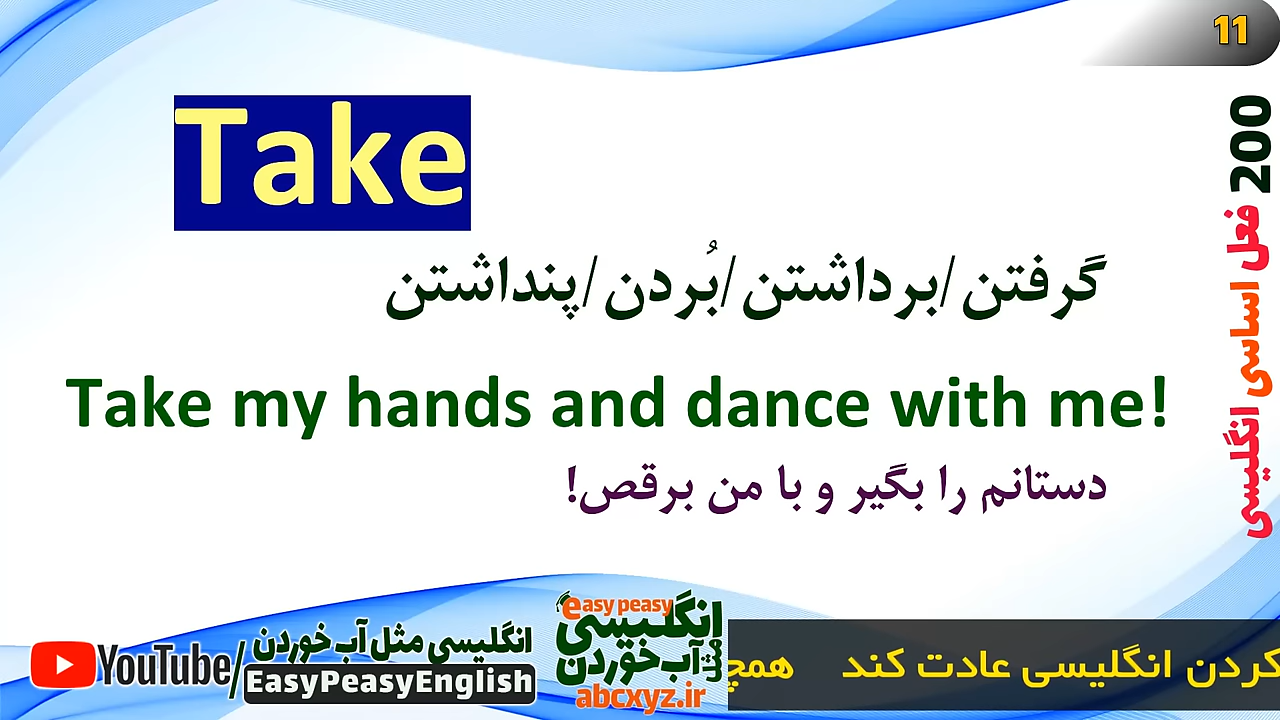 11
Take
گرفتن/برداشتن/بُردن/پنداشتن
Take my hands and dance with me!
دستانم را بگیر و با من برقص!
200 فعل اساسی انگلیسی
YouTube/
انگلیسی مثل آب خوردن
EasyPeasyEnglish
easy peasy
انگلیسی
مثل آب خوردن
abcxyz.ir
کردن انگلیسی عادت کند